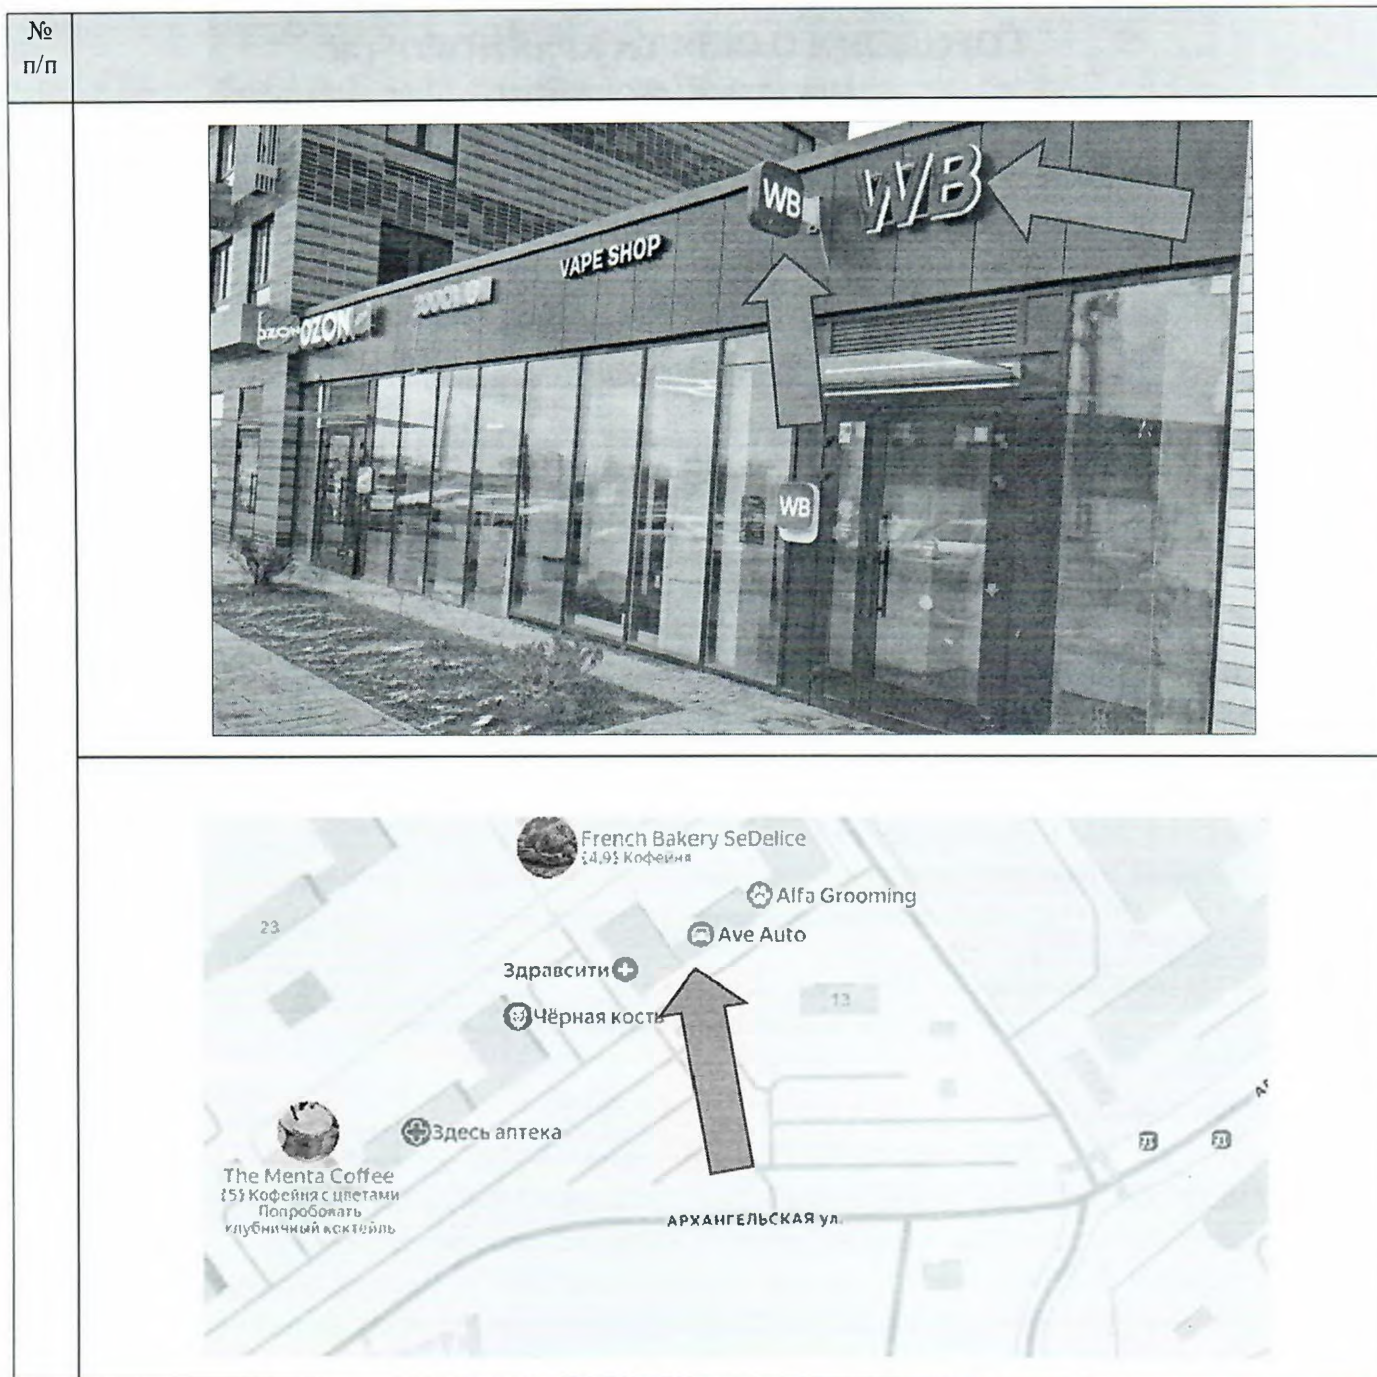 №
п/п
WB
WB
VAPE SHOP
OZON
OZON
WB
French Bakery SeDelice
Кофейня
Alfa Grooming
23
Ave Auto
Здравсити
13
Чёрная кость
Здесь аптека
The Menta Coffee
Кофейня с цветами
Попробовать
клубничный коктейль
АРХАНГЕЛЬСКАЯ ул.